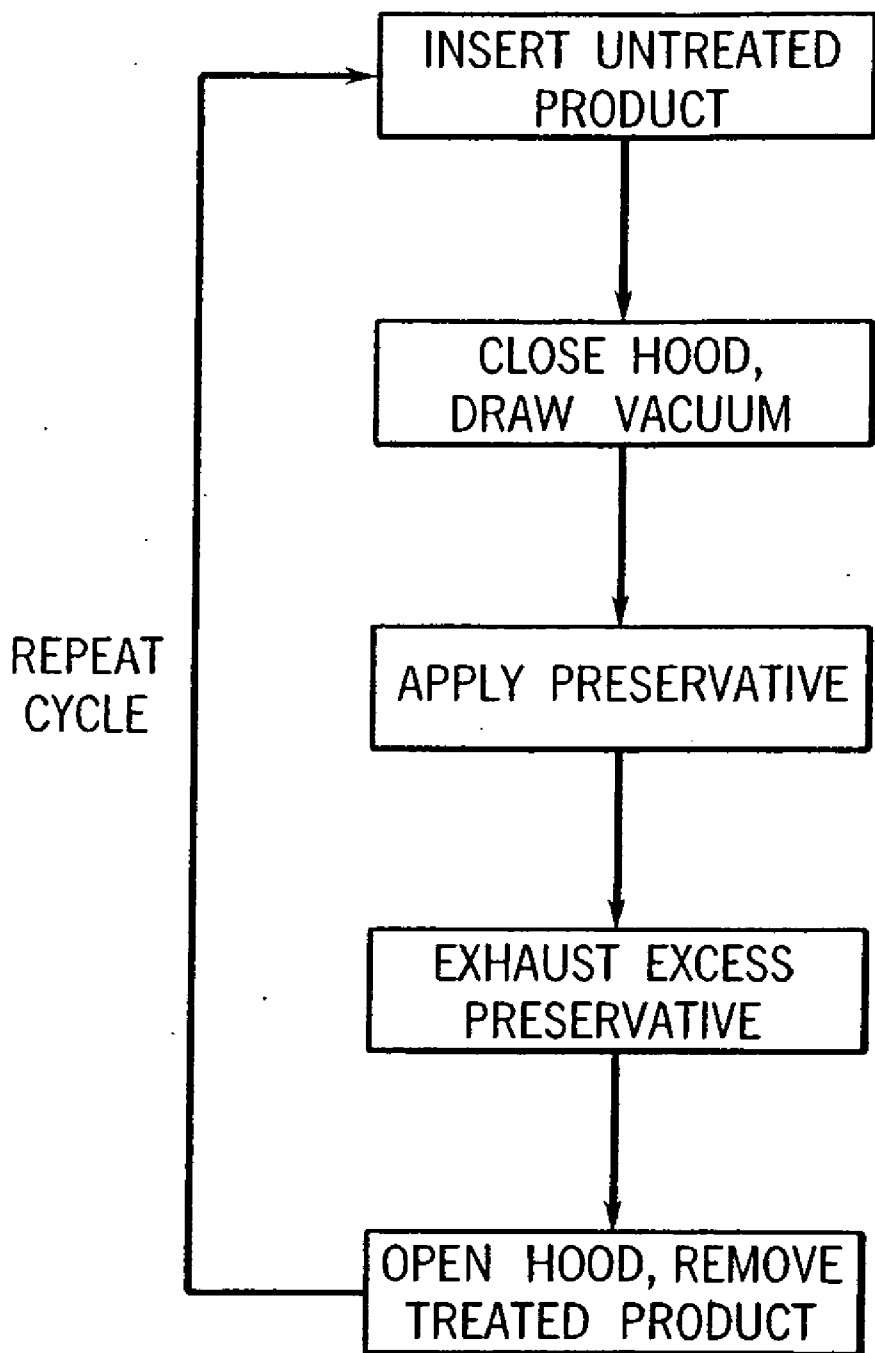 INSERT UNTREATED
PRODUCT
CLOSE HOOD,
DRAW VACUUM
APPLY PRESERVATIVE
REPEAT
CYCLE
EXHAUST EXCESS
PRESERVATIVE
OPEN HOOD, REMOVE
TREATED PRODUCT